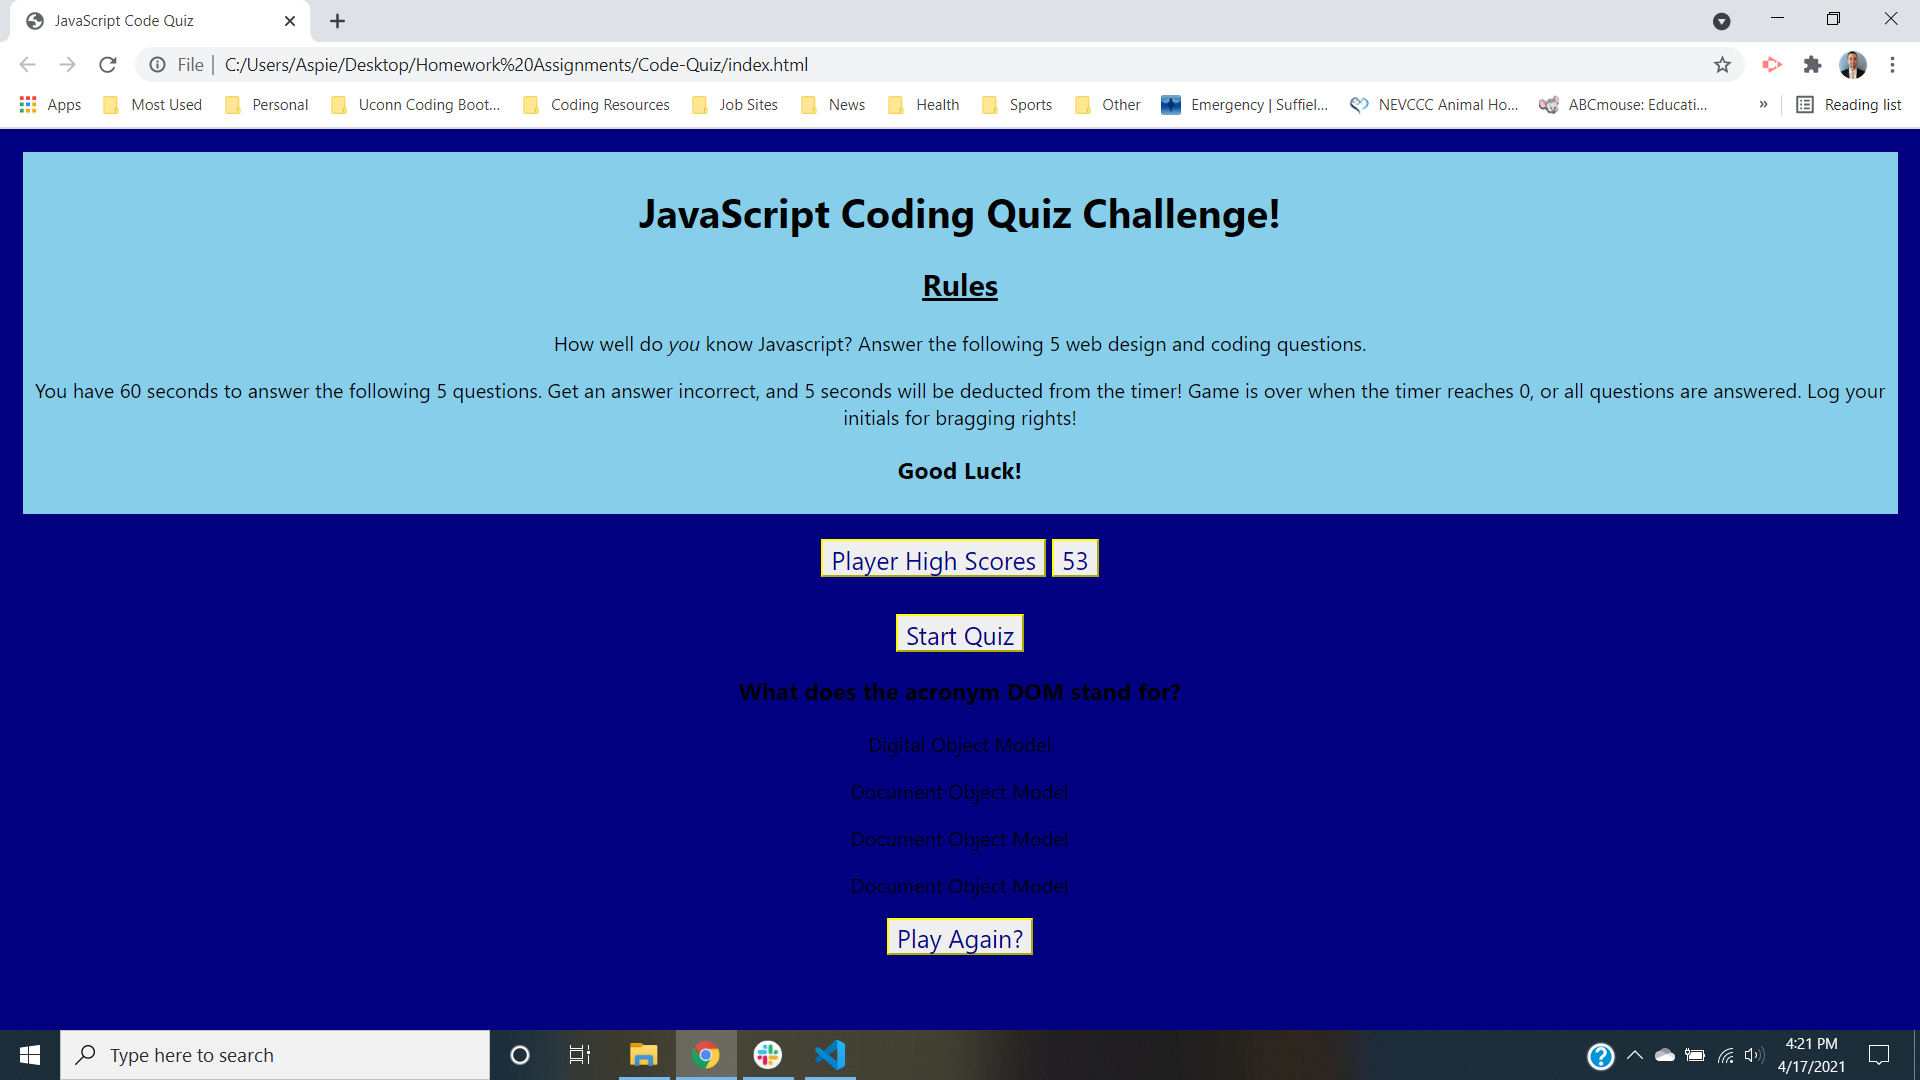 JavaScript Code Quiz
File | C:/Users/Aspie/Desktop/Homework%20Assignments/Code-Quiz/index.html
Apps Most Used Personal Uconn Coding Boot... Coding Resources Job Sites News Health Sports Other Emergency | Suffiel... NEVCCC Animal Ho... ABCmouse: Educati... » Reading list
JavaScript Coding Quiz Challenge!
Rules
How well do you know Javascript? Answer the following 5 web design and coding questions.
You have 60 seconds to answer the following 5 questions. Get an answer incorrect, and 5 seconds will be deducted from the timer! Game is over when the timer reaches 0, or all questions are answered. Log your
initials for bragging rights!
Good Luck!
Player High Scores 53
Start Quiz
What does the acronym DOM stand for?
Digital Object Model
Document Object Model
Document Object Model
Document Object Model
Play Again?
Type here to search
4:21 PM
4/17/2021